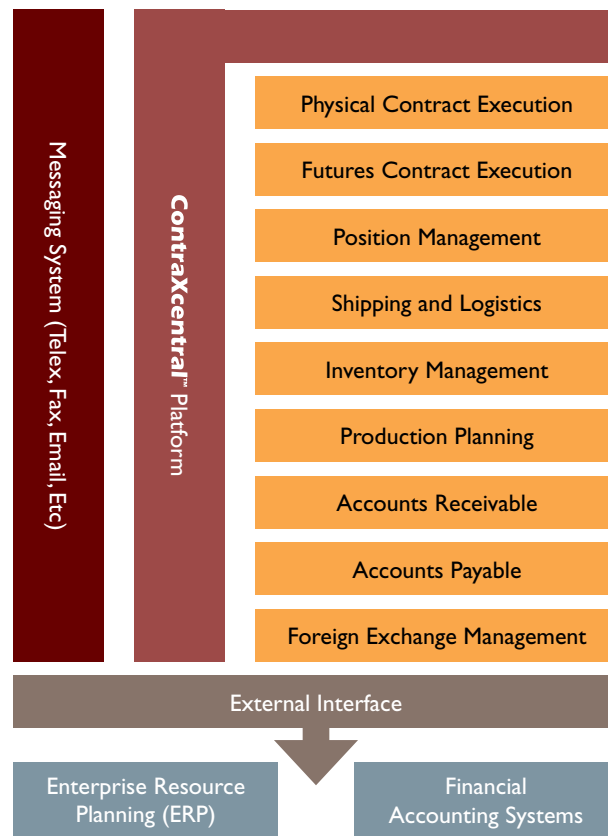 Messaging System (Telex, Fax, Email, Etc)
ContraXcentral™ Platform
Physical Contract Execution
Futures Contract Execution
Position Management
Shipping and Logistics
Inventory Management
Production Planning
Accounts Receivable
Accounts Payable
Foreign Exchange Management
External Interface
Enterprise Resource
Planning (ERP)
Financial
Accounting Systems